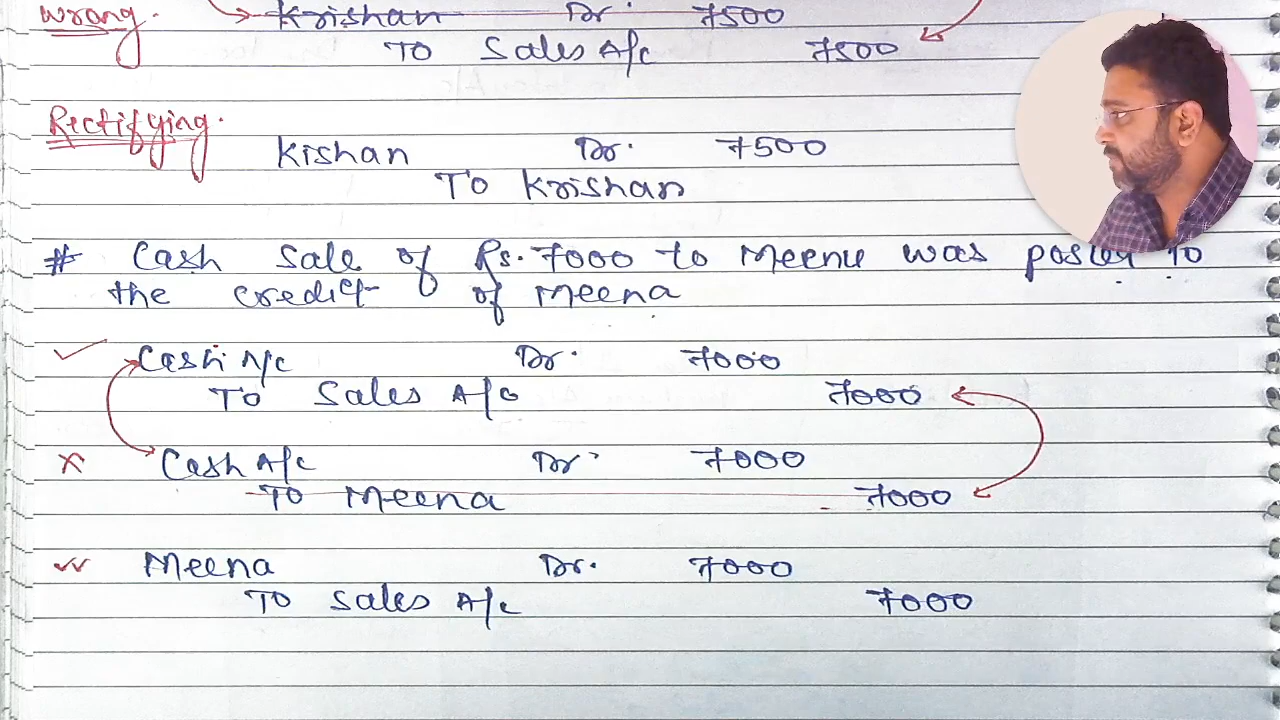 Wrong. Krishan Dr. 7500
To Sales A/c 7500
Rectifying.
Kishan Dr. 7500
To Krishan
# Cash Sale of Rs. 7000 to Meenu was posted to
the credit of Meena
✓ Cash A/c Dr. 7000
To Sales A/c 7000
× Cash A/c Dr. 7000
To Meena 7000
✓✓ Meena Dr. 7000
To Sales A/c 7000